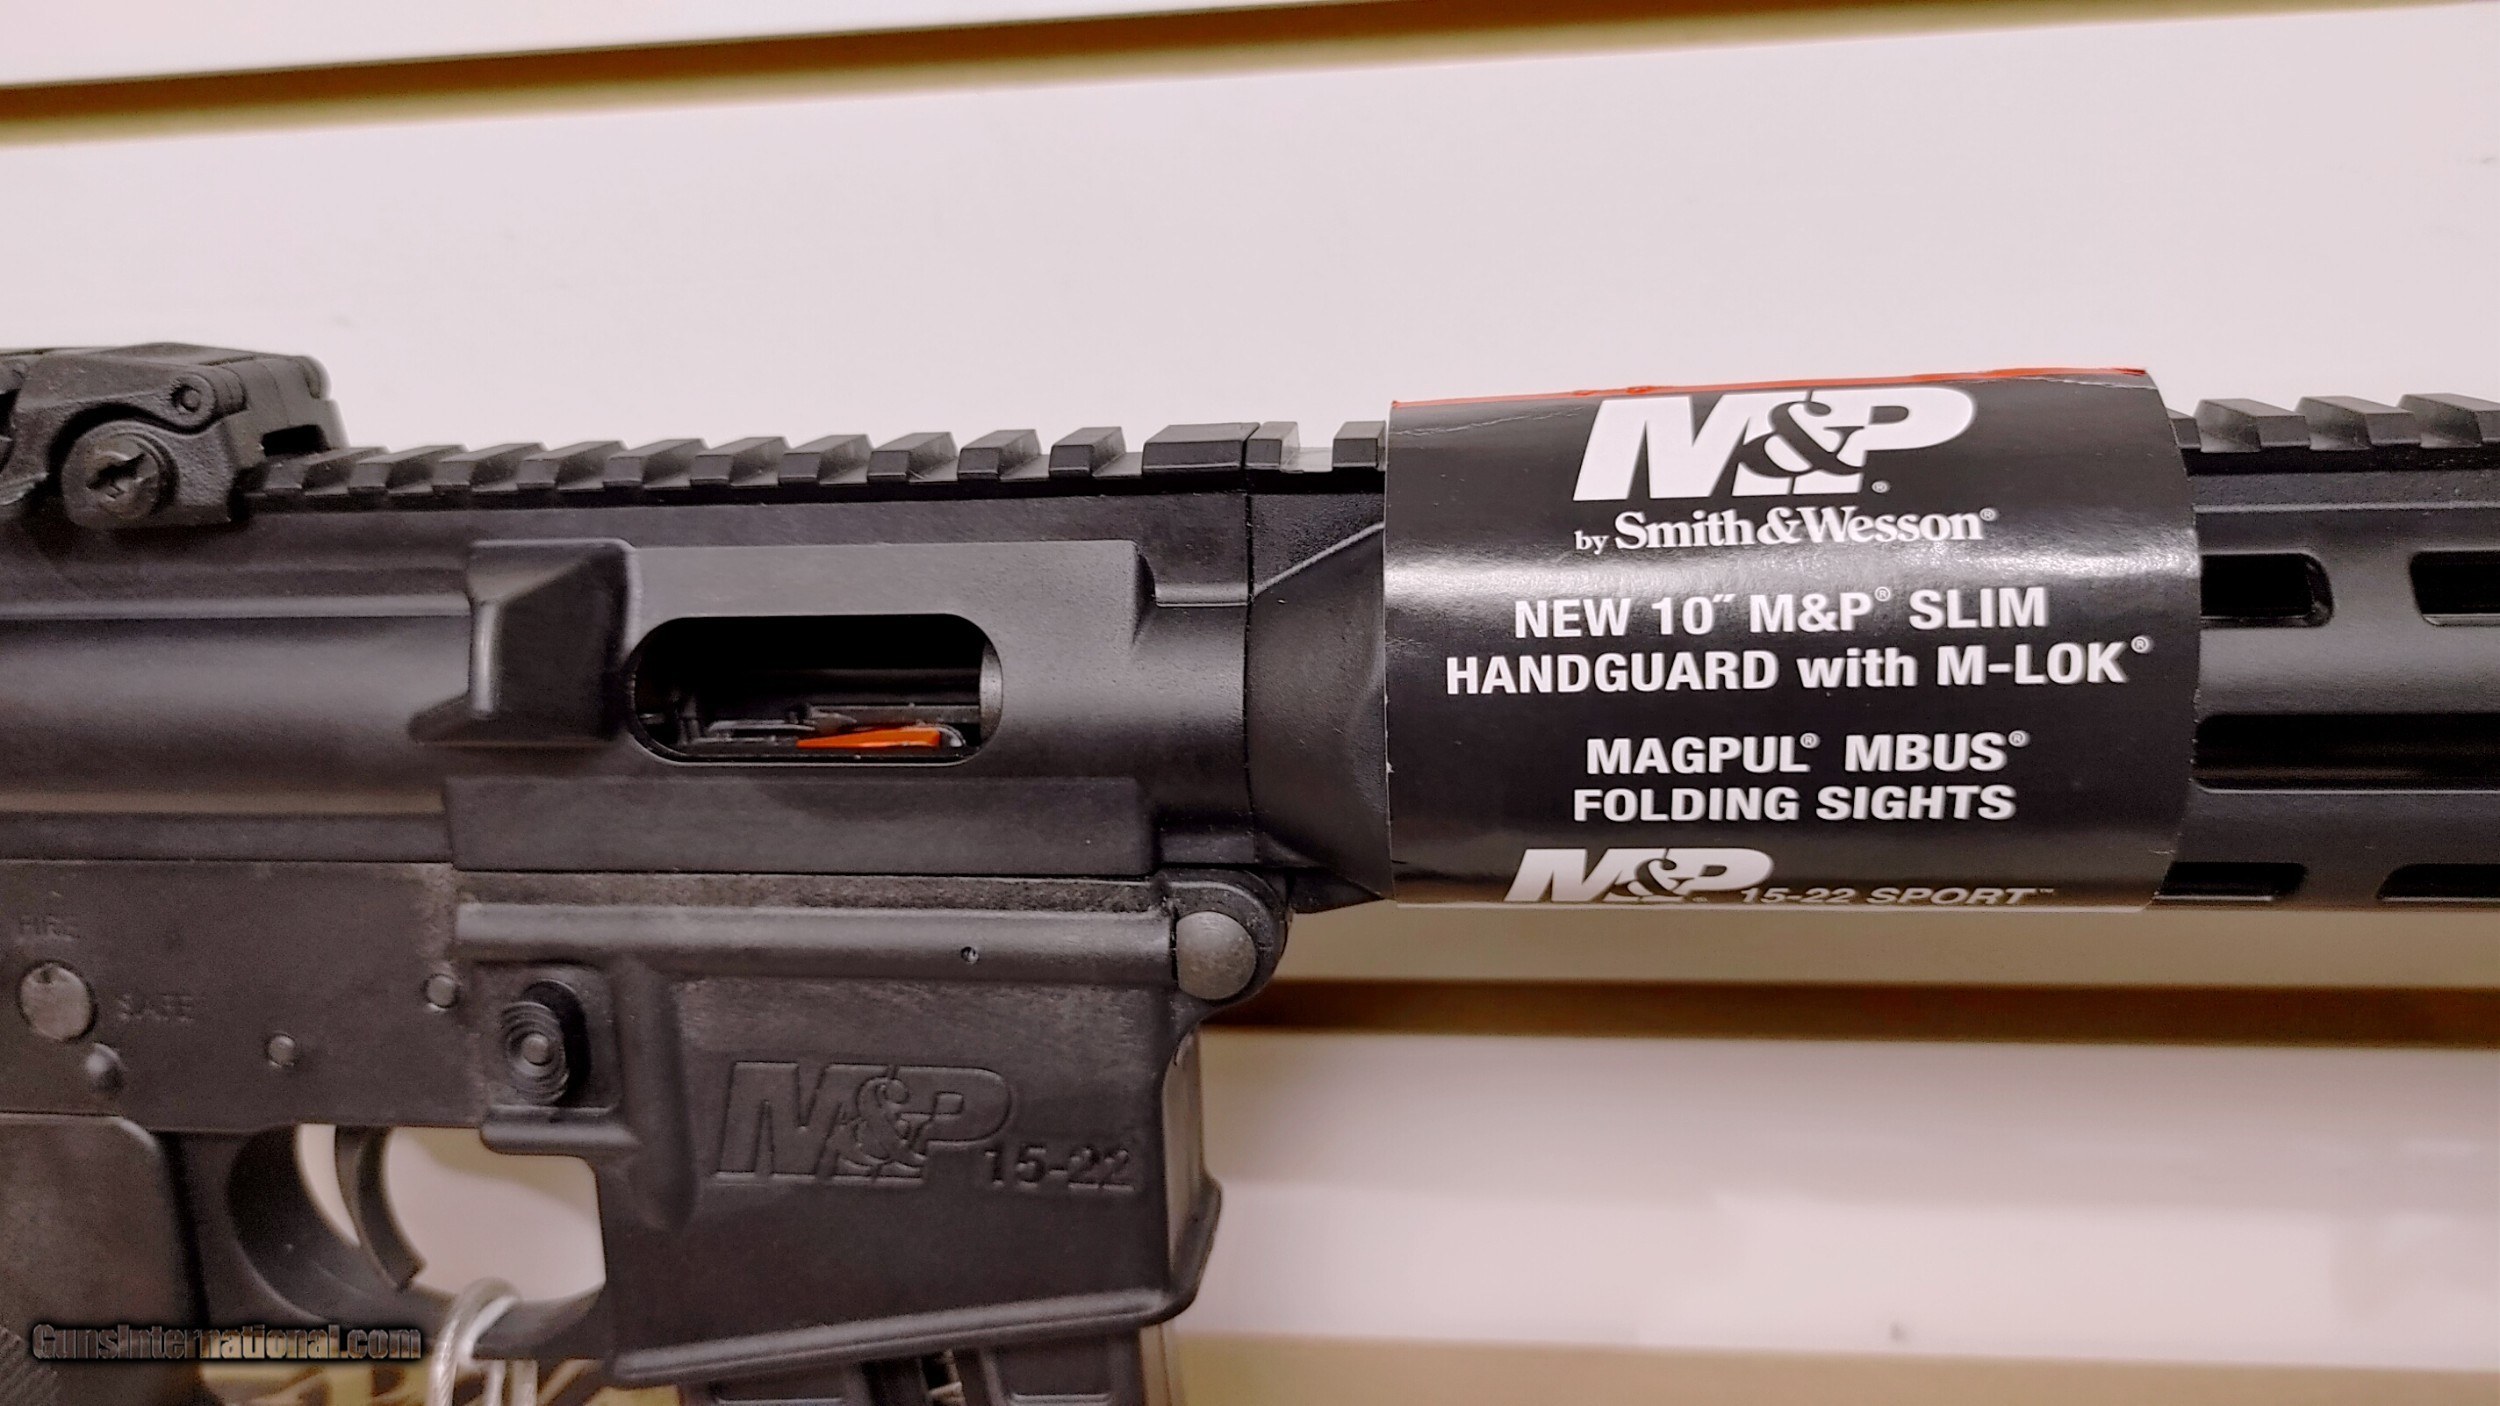 M&P®
by Smith&Wesson®
NEW 10″ M&P® SLIM
HANDGUARD with M-LOK®
MAGPUL® MBUS®
FOLDING SIGHTS
M&P® 15-22 SPORT™
FIRE
SAFE
M&P 15-22
GunsInternational.com